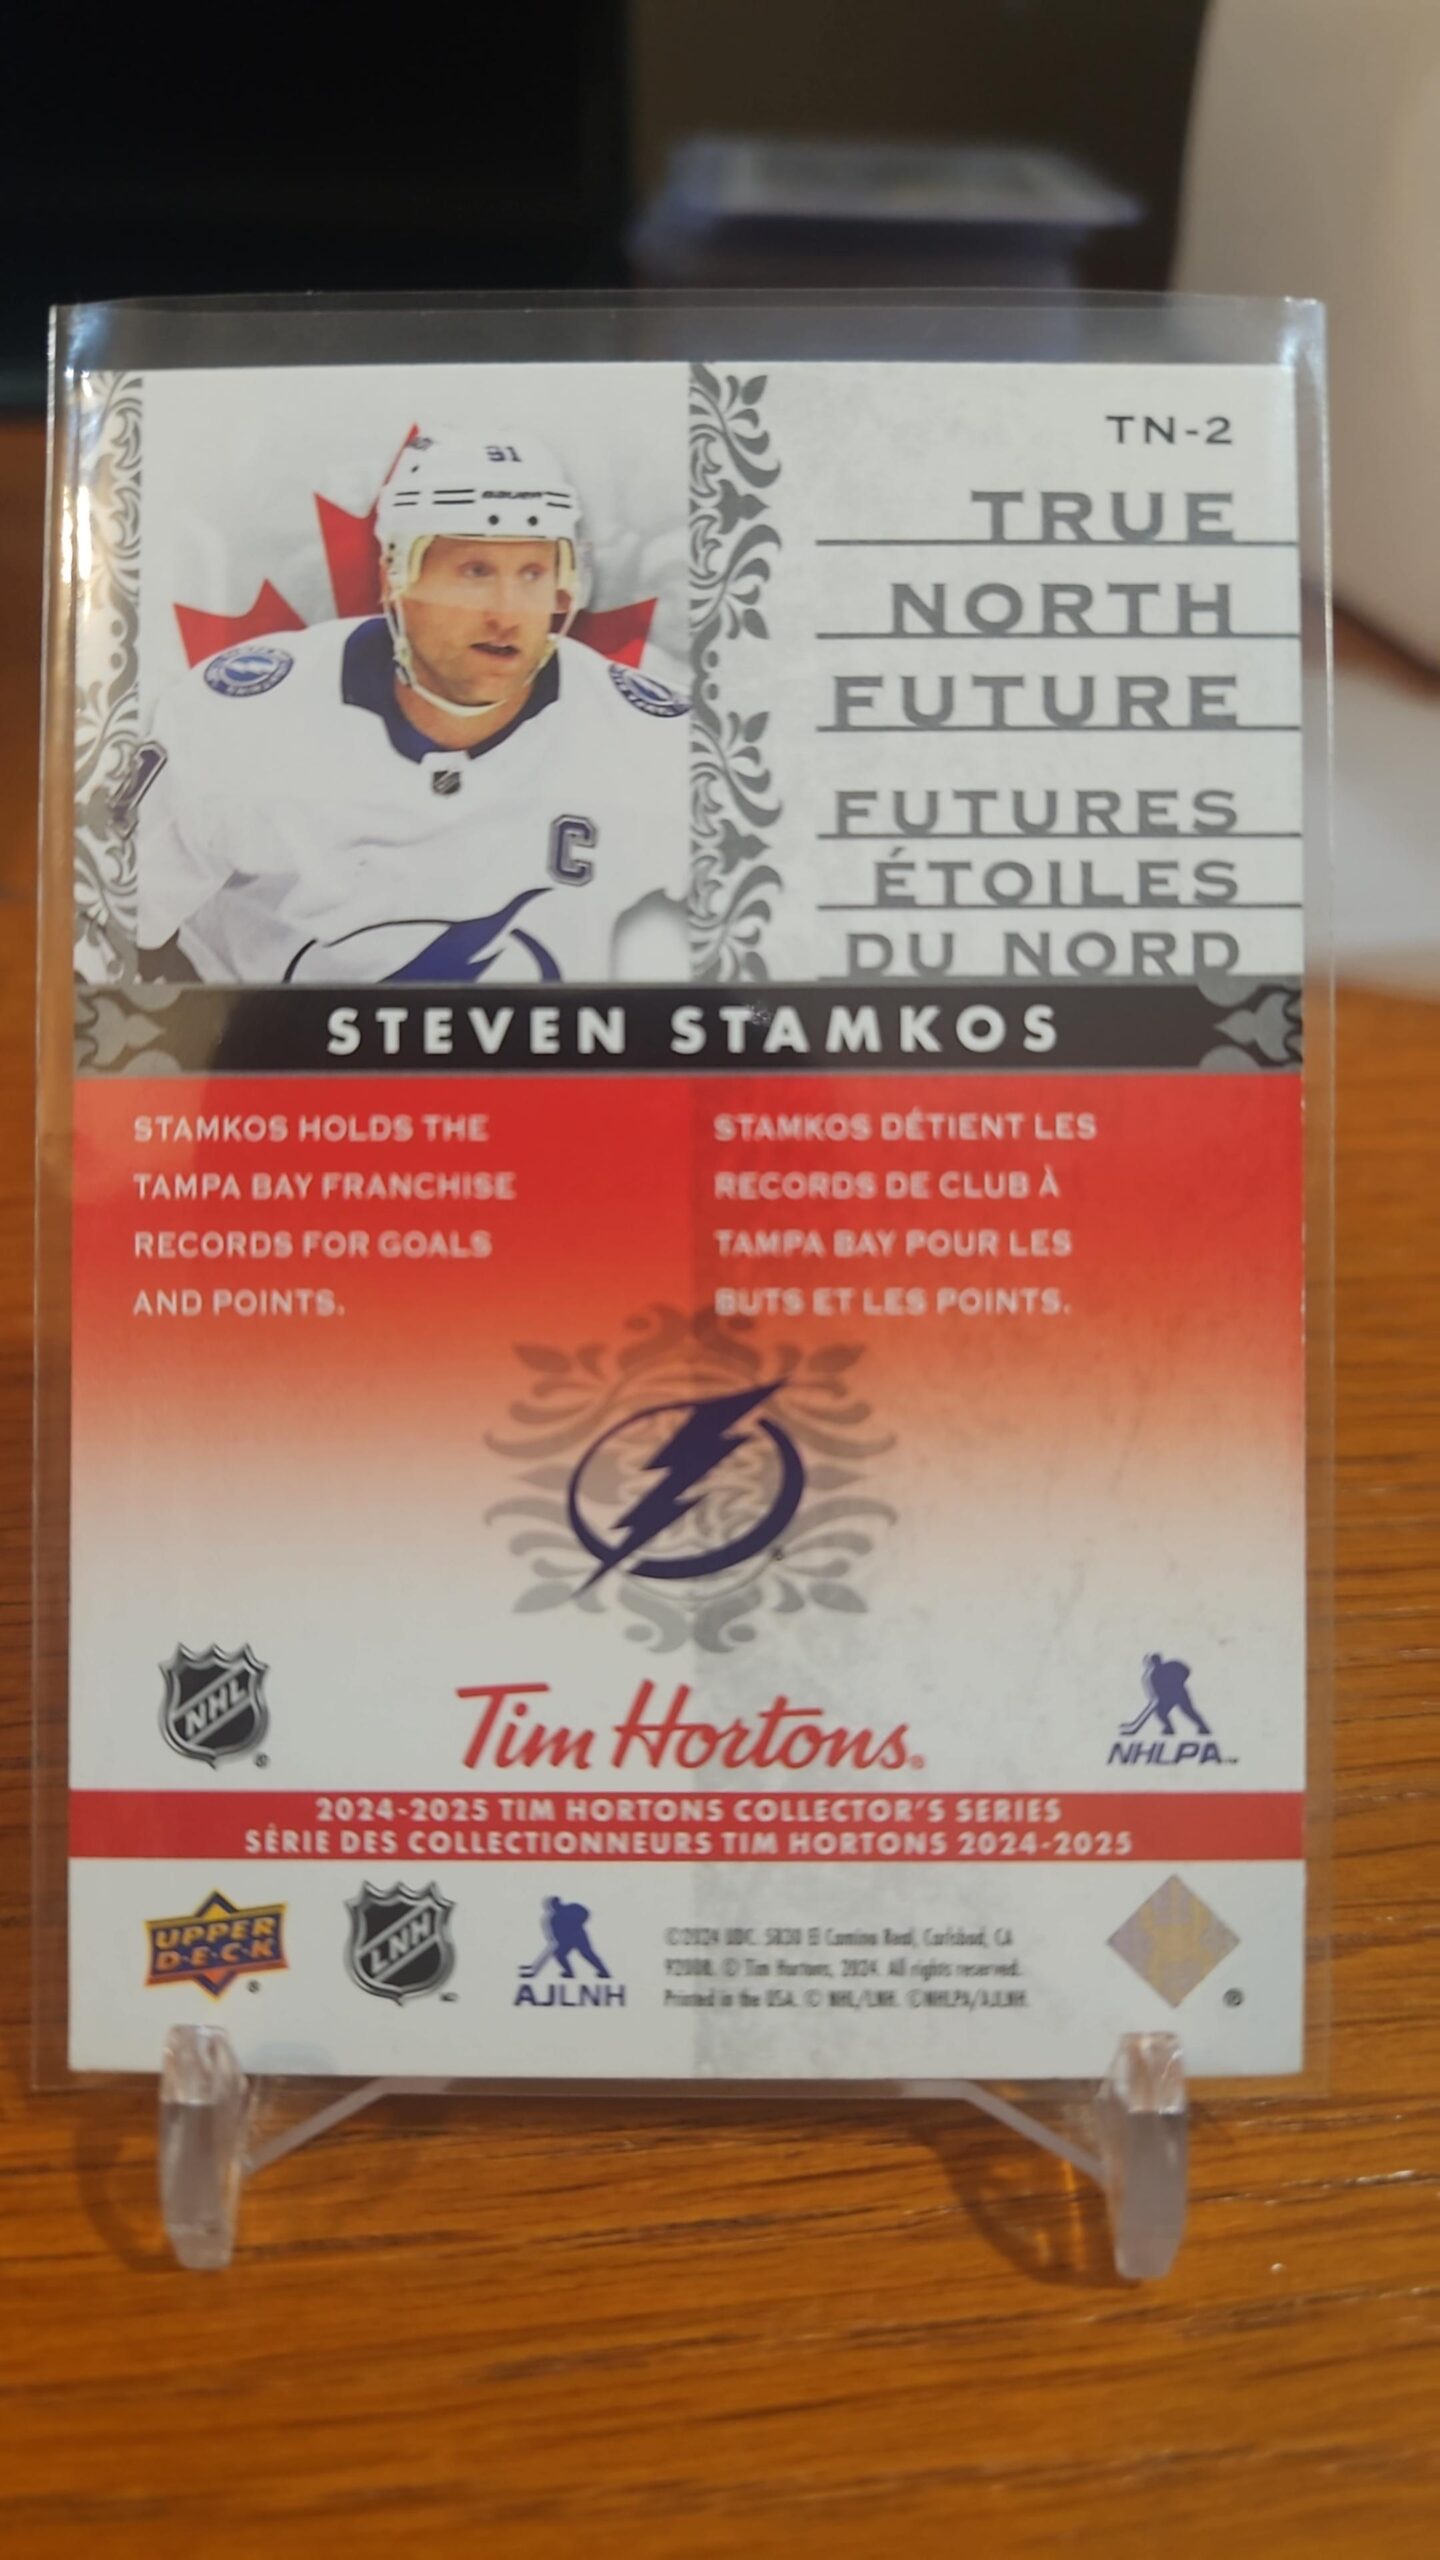 TN-2
TRUE
NORTH
FUTURE
FUTURES
ÉTOILES
DU NORD
91
BAUER
C
STEVEN STAMKOS
STAMKOS HOLDS THE
TAMPA BAY FRANCHISE
RECORDS FOR GOALS
AND POINTS.
STAMKOS DÉTIENT LES
RECORDS DE CLUB À
TAMPA BAY POUR LES
BUTS ET LES POINTS.
NHL
Tim Hortons®
NHLPA™
2024-2025 TIM HORTONS COLLECTOR'S SERIES
SÉRIE DES COLLECTIONNEURS TIM HORTONS 2024-2025
UPPER
DECK
LNH
AJLNH
©2024 UDC. 5830 El Camino Real, Carlsbad, CA
92008. © Tim Hortons, 2024. All rights reserved.
Printed in the USA. © NHL/LNH. ©NHLPA/AJLNH.